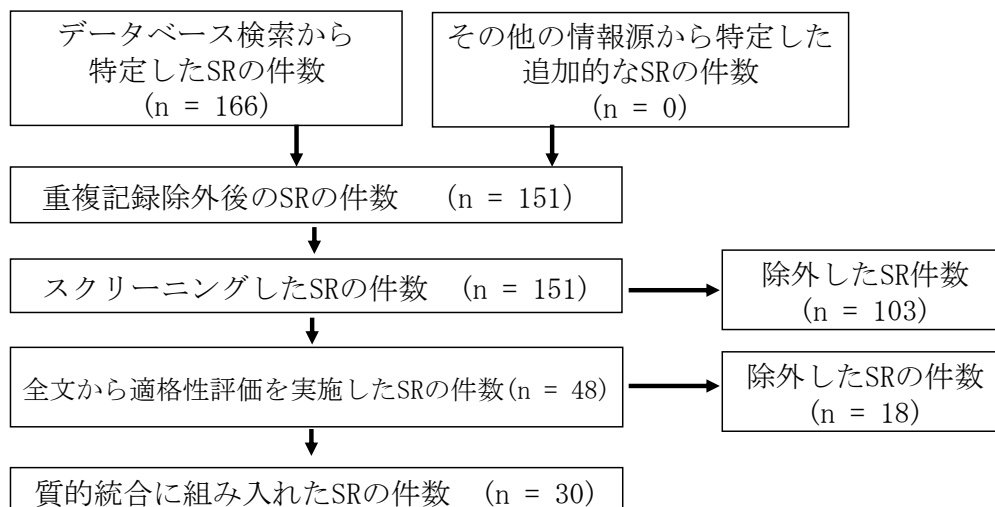 データベース検索から
特定したSRの件数
(n = 166)
その他の情報源から特定した
追加的なSRの件数
(n = 0)
重複記録除外後のSRの件数 (n = 151)
スクリーニングしたSRの件数 (n = 151)
除外したSR件数
(n = 103)
全文から適格性評価を実施したSRの件数(n = 48)
除外したSRの件数
(n = 18)
質的統合に組み入れたSRの件数 (n = 30)